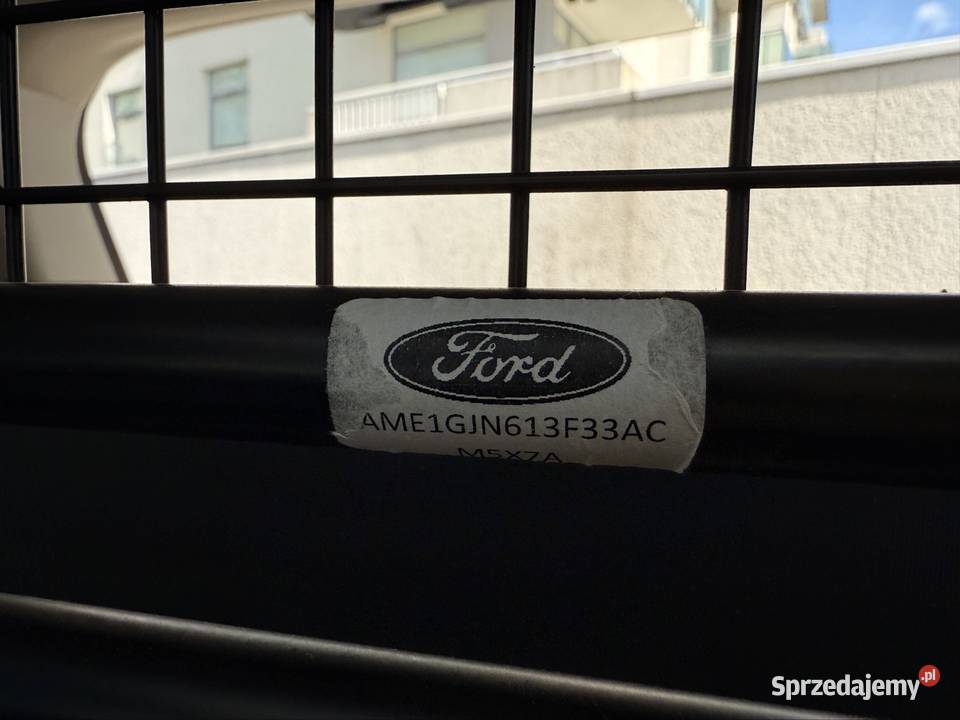 Ford
AME1GJN613F33AC
M5X7A
Sprzedajemy.pl